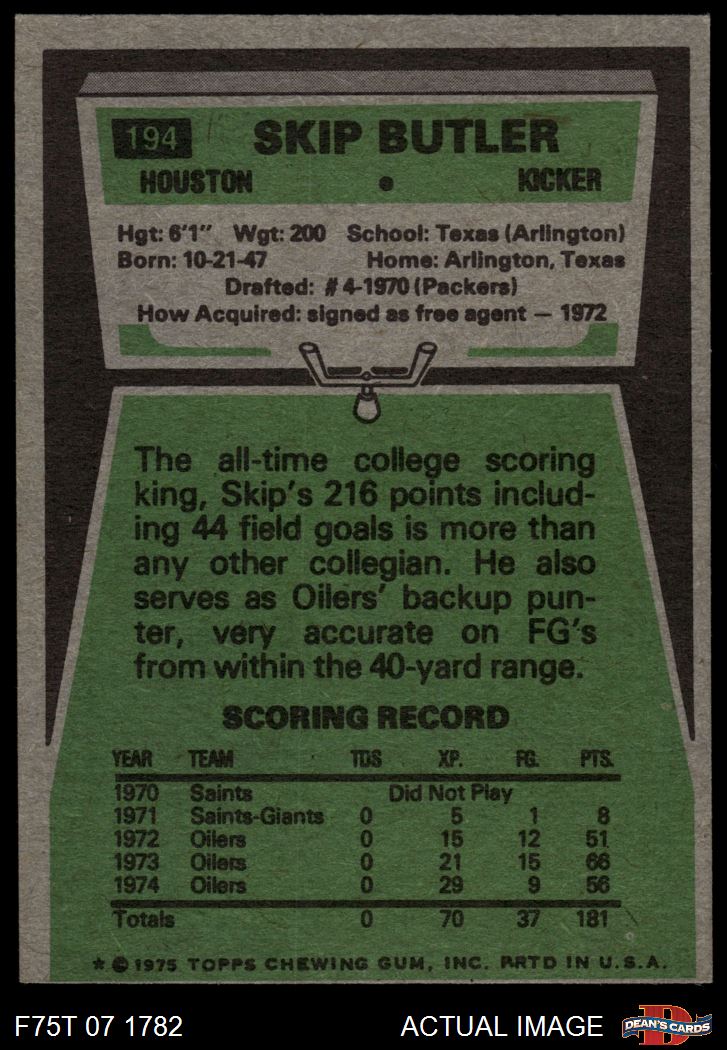 194 SKIP BUTLER
HOUSTON • KICKER
Hgt: 6'1" Wgt: 200 School: Texas (Arlington)
Born: 10-21-47 Home: Arlington, Texas
Drafted: #4-1970 (Packers)
How Acquired: signed as free agent — 1972
The all-time college scoring
king, Skip's 216 points includ-
ing 44 field goals is more than
any other collegian. He also
serves as Oilers' backup pun-
ter, very accurate on FG's
from within the 40-yard range.
SCORING RECORD
YEAR TEAM TDS XP. FG. PTS.
1970 Saints Did Not Play
1971 Saints-Giants 0 5 1 8
1972 Oilers 0 15 12 51
1973 Oilers 0 21 15 66
1974 Oilers 0 29 9 56
Totals 0 70 37 181
* © 1975 TOPPS CHEWING GUM, INC. PRTD IN U.S.A.
F75T 07 1782 ACTUAL IMAGE D DEAN'S CARDS